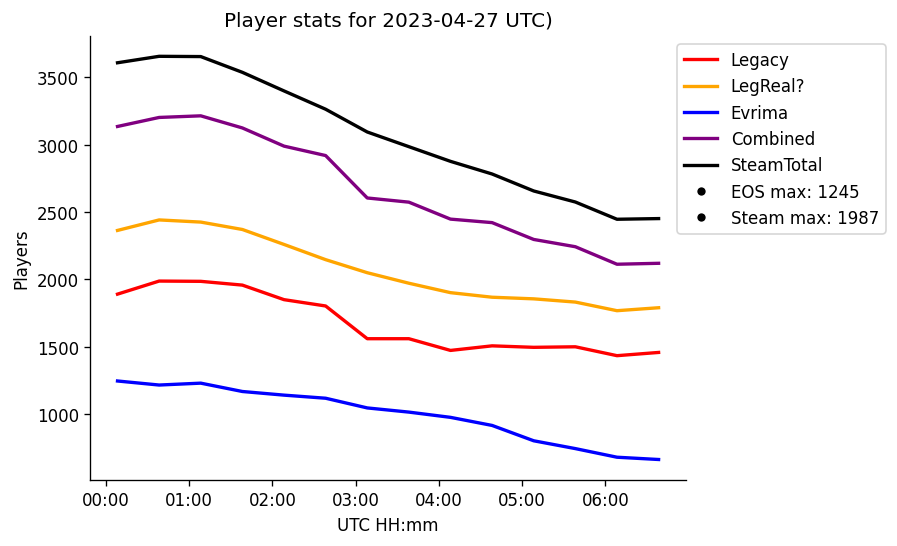 Player stats for 2023-04-27 UTC)
Legacy
LegReal?
Evrima
Combined
SteamTotal
EOS max: 1245
Steam max: 1987
Players
3500
3000
2500
2000
1500
1000
00:00 01:00 02:00 03:00 04:00 05:00 06:00
UTC HH:mm